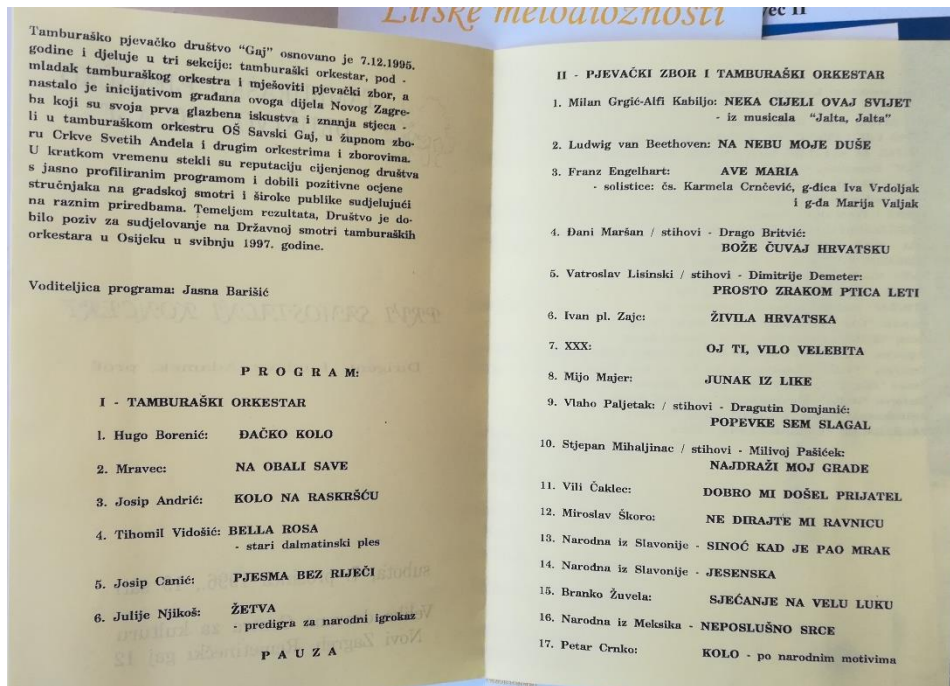 Lirske melodioznosti
vec II
Tamburaško pjevačko društvo "Gaj" osnovano je 7.12.1995.
godine i djeluje u tri sekcije: tamburaški orkestar, pod -
mladak tamburaškog orkestra i mješoviti pjevački zbor, a
nastalo je inicijativom građana ovoga dijela Novog Zagre-
ba koji su svoja prva glazbena iskustva i znanja stjeca -
li u tamburaškom orkestru OŠ Savski Gaj, u župnom zbo-
ru Crkve Svetih Anđela i drugim orkestrima i zborovima.
U kratkom vremenu stekli su reputaciju cijenjenog društva
s jasno profiliranim programom i dobili pozitivne ocjene
stručnjaka na gradskoj smotri i široke publike sudjelujući
na raznim priredbama. Temeljem rezultata, Društvo je do-
bilo poziv za sudjelovanje na Državnoj smotri tamburaških
orkestara u Osijeku u svibnju 1997. godine.
Voditeljica programa: Jasna Barišić
PROGRAM:
I - TAMBURAŠKI ORKESTAR
1. Hugo Borenić: ĐAČKO KOLO
2. Mravec: NA OBALI SAVE
3. Josip Andrić: KOLO NA RASKRŠĆU
4. Tihomil Vidošić: BELLA ROSA
- stari dalmatinski ples
5. Josip Canić: PJESMA BEZ RIJEČI
6. Julije Njikoš: ŽETVA
- predigra za narodni igrokaz
PAUZA
II - PJEVAČKI ZBOR I TAMBURAŠKI ORKESTAR
1. Milan Grgić-Alfi Kabiljo: NEKA CIJELI OVAJ SVIJET
- iz musicala "Jalta, Jalta"
2. Ludwig van Beethoven: NA NEBU MOJE DUŠE
3. Franz Engelhart: AVE MARIA
- solistice: čs. Karmela Crnčević, g-đica Iva Vrdoljak
i g-đa Marija Valjak
4. Đani Maršan / stihovi - Drago Britvić:
BOŽE ČUVAJ HRVATSKU
5. Vatroslav Lisinski / stihovi - Dimitrije Demeter:
PROSTO ZRAKOM PTICA LETI
6. Ivan pl. Zajc: ŽIVILA HRVATSKA
7. XXX: OJ TI, VILO VELEBITA
8. Mijo Majer: JUNAK IZ LIKE
9. Vlaho Paljetak: / stihovi - Dragutin Domjanić:
POPEVKE SEM SLAGAL
10. Stjepan Mihaljinac / stihovi - Milivoj Pašićek:
NAJDRAŽI MOJ GRADE
11. Vili Čaklec: DOBRO MI DOŠEL PRIJATEL
12. Miroslav Škoro: NE DIRAJTE MI RAVNICU
13. Narodna iz Slavonije - SINOĆ KAD JE PAO MRAK
14. Narodna iz Slavonije - JESENSKA
15. Branko Žuvela: SJEĆANJE NA VELU LUKU
16. Narodna iz Meksika - NEPOSLUŠNO SRCE
17. Petar Crnko: KOLO - po narodnim motivima